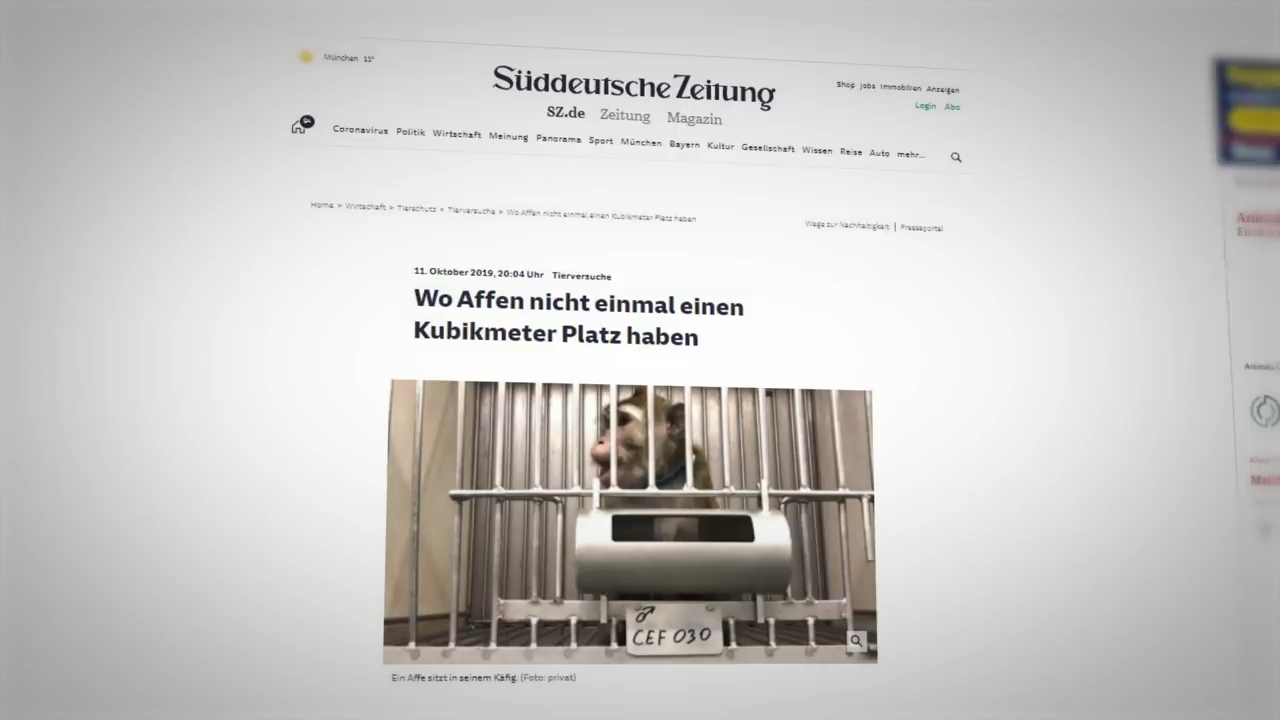 München 11°
Süddeutsche Zeitung
Shop Jobs Immobilien Anzeigen
Login Abo
SZ.de Zeitung Magazin
Coronavirus Politik Wirtschaft Meinung Panorama Sport München Bayern Kultur Gesellschaft Wissen Reise Auto mehr...
Home > Wirtschaft > Tierschutz > Tierversuche > Wo Affen nicht einmal einen Kubikmeter Platz haben
Wege zur Nachhaltigkeit | Presseportal
11. Oktober 2019, 20:04 Uhr Tierversuche
Wo Affen nicht einmal einen
Kubikmeter Platz haben
♂
CEF 030
Ein Affe sitzt in seinem Käfig. (Foto: privat)